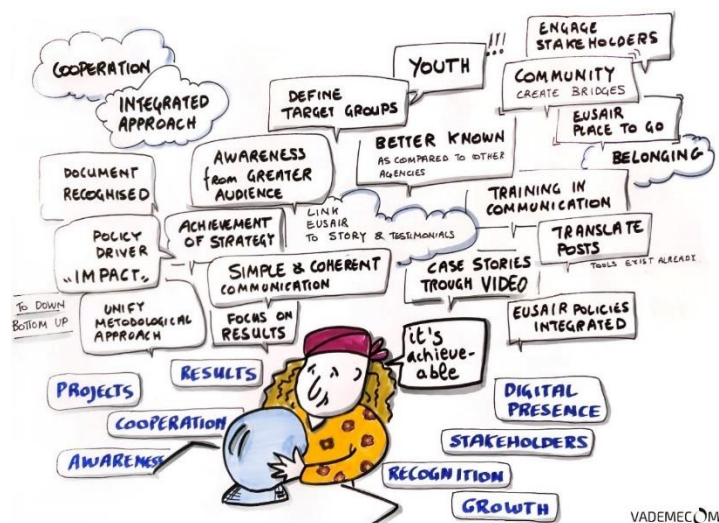 COOPERATION
INTEGRATED
APPROACH
DEFINE
TARGET GROUPS
YOUTH
!!!
ENGAGE
STAKEHOLDERS
COMMUNITY
CREATE BRIDGES
EUSAIR
PLACE TO GO
BELONGING
DOCUMENT
RECOGNISED
AWARENESS
from GREATER
AUDIENCE
BETTER KNOWN
AS COMPARED TO OTHER
AGENCIES
TRAINING IN
COMMUNICATION
POLICY
DRIVER
"IMPACT"
ACHIEVEMENT
OF STRATEGY
LINK
EUSAIR
TO STORY & TESTIMONIALS
TRANSLATE
POSTS
TOOLS EXIST ALREADY
SIMPLE & COHERENT
COMMUNICATION
CASE STORIES
TROUGH VIDEO
TO DOWN
BOTTOM UP
UNIFY
METODOLOGICAL
APPROACH
FOCUS ON
RESULTS
EUSAIR POLICIES
INTEGRATED
it's
achieve-
able
RESULTS
PROJECTS
COOPERATION
AWARENESS
DIGITAL
PRESENCE
STAKEHOLDERS
RECOGNITION
GROWTH
VADEMECOM